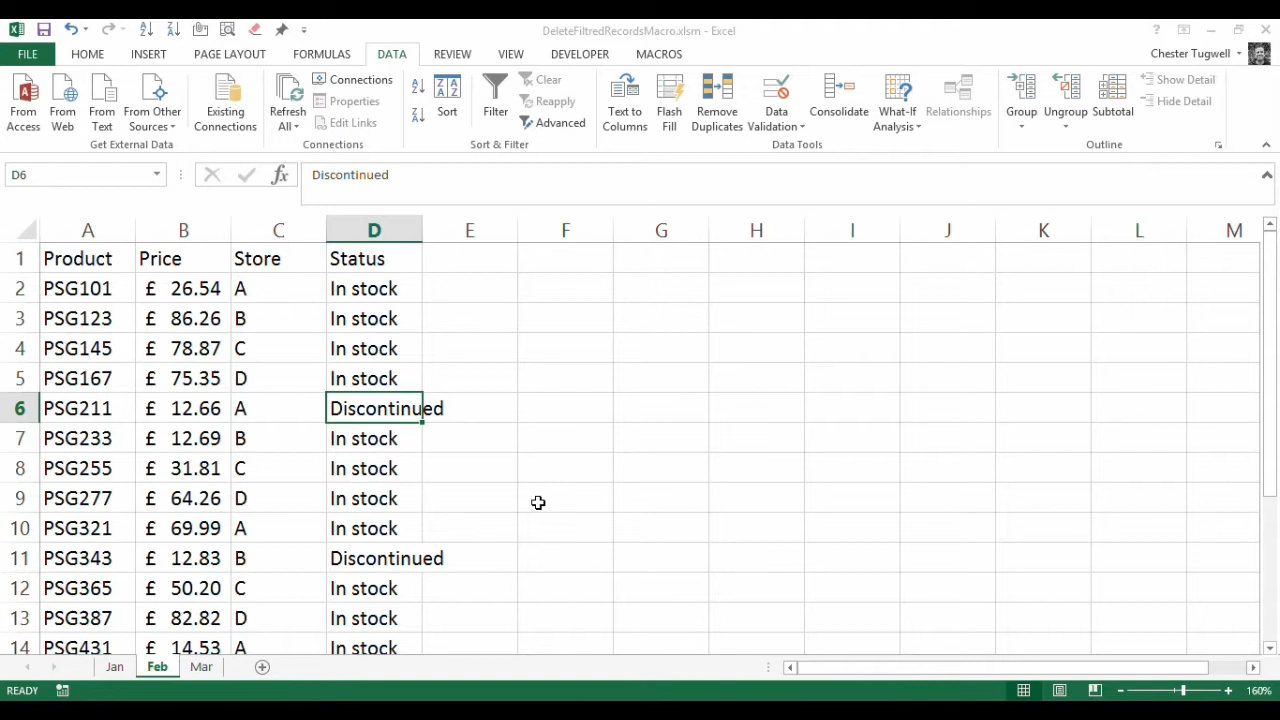 DeleteFiltredRecordsMacro.xlsm - Excel
FILE HOME INSERT PAGE LAYOUT FORMULAS DATA REVIEW VIEW DEVELOPER MACROS Chester Tugwell
From Access
From Web
From Text
From Other Sources
Existing Connections
Get External Data
Refresh All
Connections
Properties
Edit Links
Connections
Sort
Filter
Clear
Reapply
Advanced
Sort & Filter
Text to Columns
Flash Fill
Remove Duplicates
Data Validation
Consolidate
What-If Analysis
Relationships
Data Tools
Group
Ungroup
Subtotal
Show Detail
Hide Detail
Outline
D6 fx Discontinued
A B C D E F G H I J K L M
1 Product Price Store Status
2 PSG101 £ 26.54 A In stock
3 PSG123 £ 86.26 B In stock
4 PSG145 £ 78.87 C In stock
5 PSG167 £ 75.35 D In stock
6 PSG211 £ 12.66 A Discontinued
7 PSG233 £ 12.69 B In stock
8 PSG255 £ 31.81 C In stock
9 PSG277 £ 64.26 D In stock
10 PSG321 £ 69.99 A In stock
11 PSG343 £ 12.83 B Discontinued
12 PSG365 £ 50.20 C In stock
13 PSG387 £ 82.82 D In stock
14 PSG431 £ 14.53 A In stock
Jan Feb Mar
READY 160%